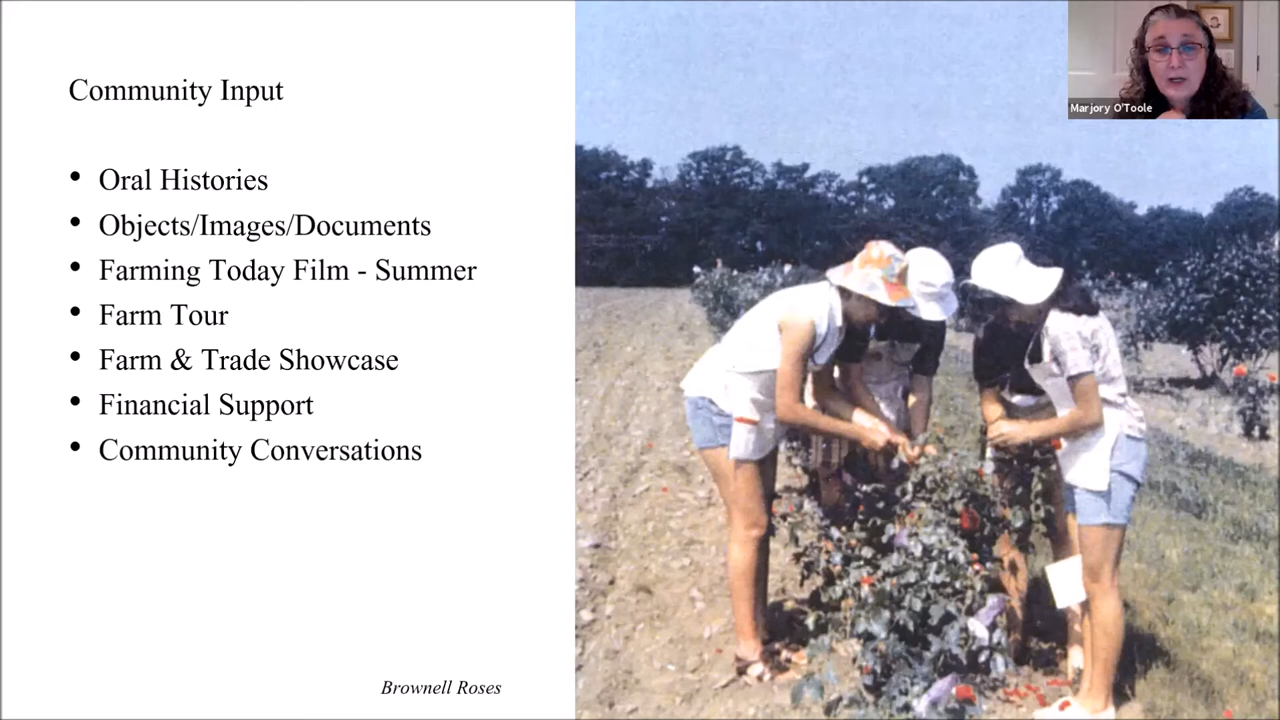 Community Input
• Oral Histories
• Objects/Images/Documents
• Farming Today Film - Summer
• Farm Tour
• Farm & Trade Showcase
• Financial Support
• Community Conversations
Brownell Roses
Marjory O'Toole